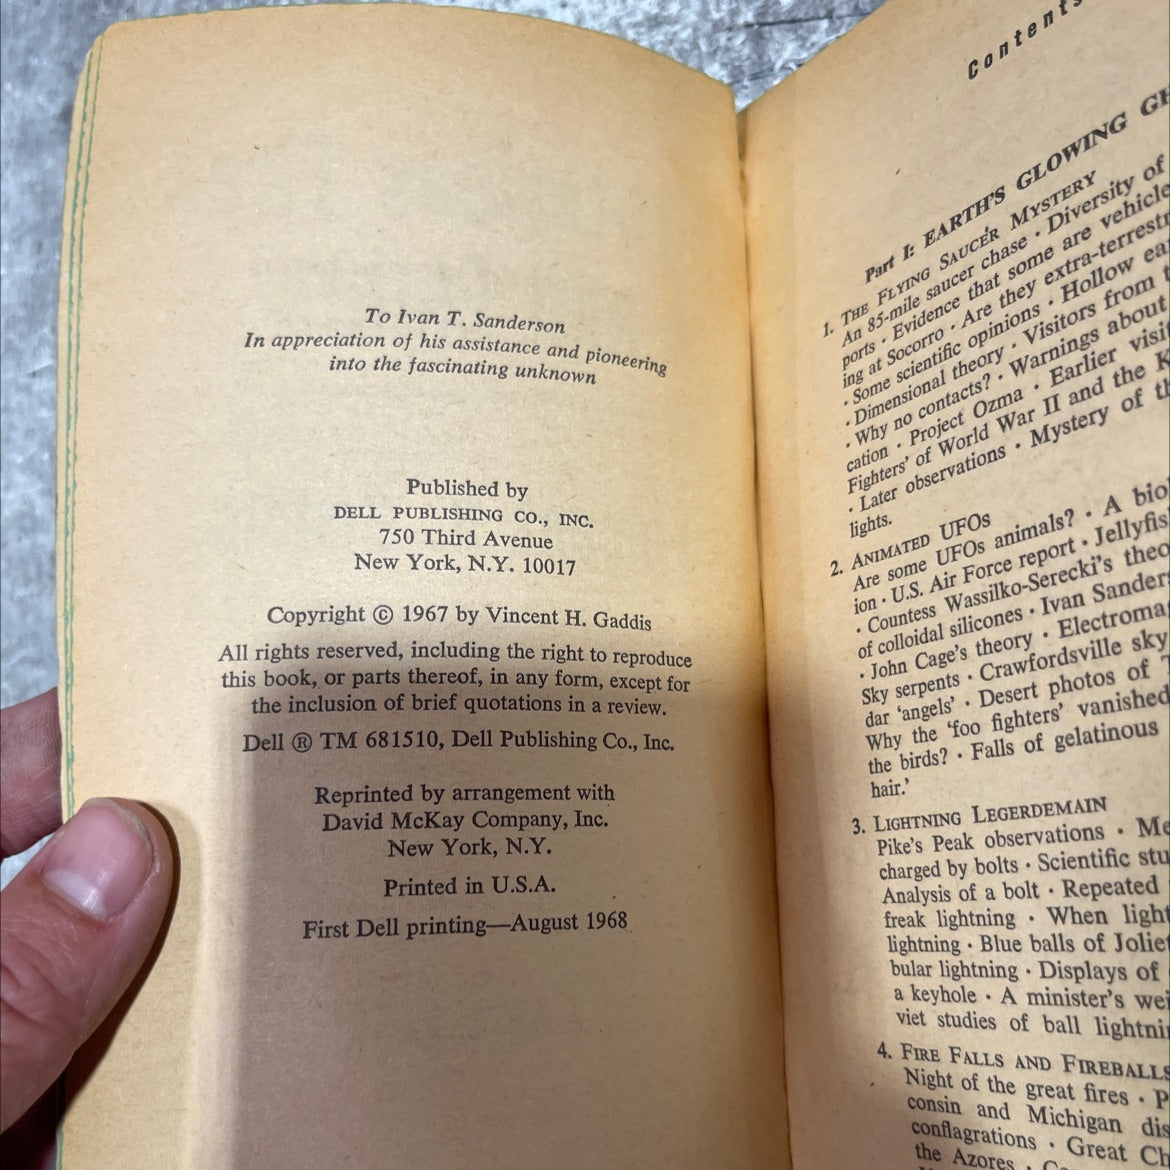 To Ivan T. Sanderson
In appreciation of his assistance and pioneering
into the fascinating unknown
Published by
DELL PUBLISHING CO., INC.
750 Third Avenue
New York, N.Y. 10017
Copyright © 1967 by Vincent H. Gaddis
All rights reserved, including the right to reproduce
this book, or parts thereof, in any form, except for
the inclusion of brief quotations in a review.
Dell ® TM 681510, Dell Publishing Co., Inc.
Reprinted by arrangement with
David McKay Company, Inc.
New York, N.Y.
Printed in U.S.A.
First Dell printing—August 1968
Contents
Part I: EARTH'S GLOWING
1. THE FLYING SAUCER MYSTERY
An 85-mile saucer chase · Diversity of
ports · Evidence that some are vehicle
ing at Socorro · Are they extra-terrestr
· Some scientific opinions · Hollow ea
· Dimensional theory · Visitors from
· Why no contacts? · Warnings about
cation · Project Ozma · Earlier visi
Fighters' of World War II and the K
· Later observations · Mystery of
lights.
2. ANIMATED UFOS
Are some UFOs animals? · A bio
ion · U.S. Air Force report · Jellyfis
· Countess Wassilko-Serecki's theo
of colloidal silicones · Ivan Sander
· John Cage's theory · Electroma
Sky serpents · Crawfordsville sky
dar 'angels' · Desert photos of
Why the 'foo fighters' vanished
the birds? · Falls of gelatinous
hair.'
3. LIGHTNING LEGERDEMAIN
Pike's Peak observations · Me
charged by bolts · Scientific stu
Analysis of a bolt · Repeated
freak lightning · When light
lightning · Blue balls of Joliet
bular lightning · Displays of
a keyhole · A minister's wei
viet studies of ball lightni
4. FIRE FALLS AND FIREBALLS
Night of the great fires · P
consin and Michigan dis
conflagrations · Great Ch
the Azores ·